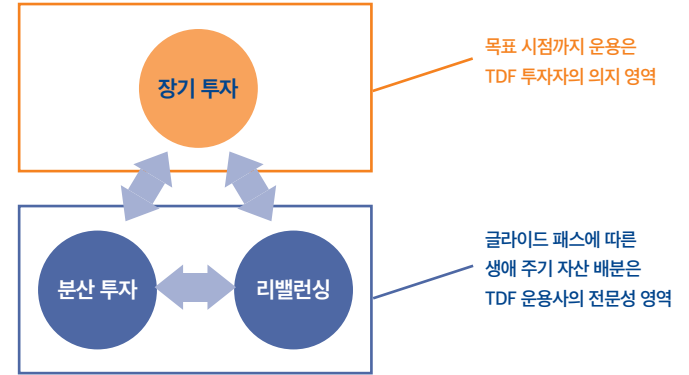 장기 투자
목표 시점까지 운용은
TDF 투자자의 의지 영역
분산 투자
리밸런싱
글라이드 패스에 따른
생애 주기 자산 배분은
TDF 운용사의 전문성 영역